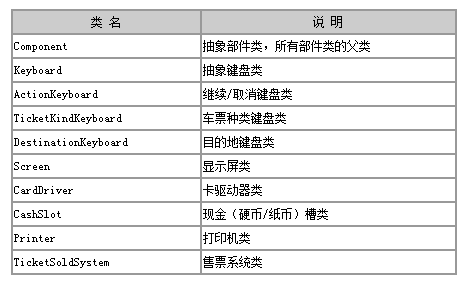 类 名 说 明
Component 抽象部件类，所有部件类的父类
Keyboard 抽象键盘类
ActionKeyboard 继续/取消键盘类
TicketKindKeyboard 车票种类键盘类
DestinationKeyboard 目的地键盘类
Screen 显示屏类
CardDriver 卡驱动器类
CashSlot 现金（硬币/纸币）槽类
Printer 打印机类
TicketSoldSystem 售票系统类